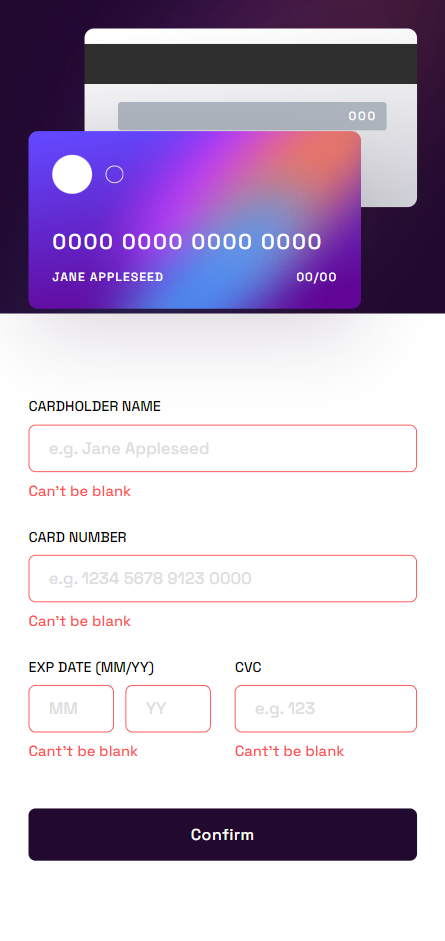 000
0000 0000 0000 0000
JANE APPLESEED 00/00
CARDHOLDER NAME
e.g. Jane Appleseed
Can't be blank
CARD NUMBER
e.g. 1234 5678 9123 0000
Can't be blank
EXP DATE (MM/YY) CVC
MM YY e.g. 123
Cant't be blank Cant't be blank
Confirm